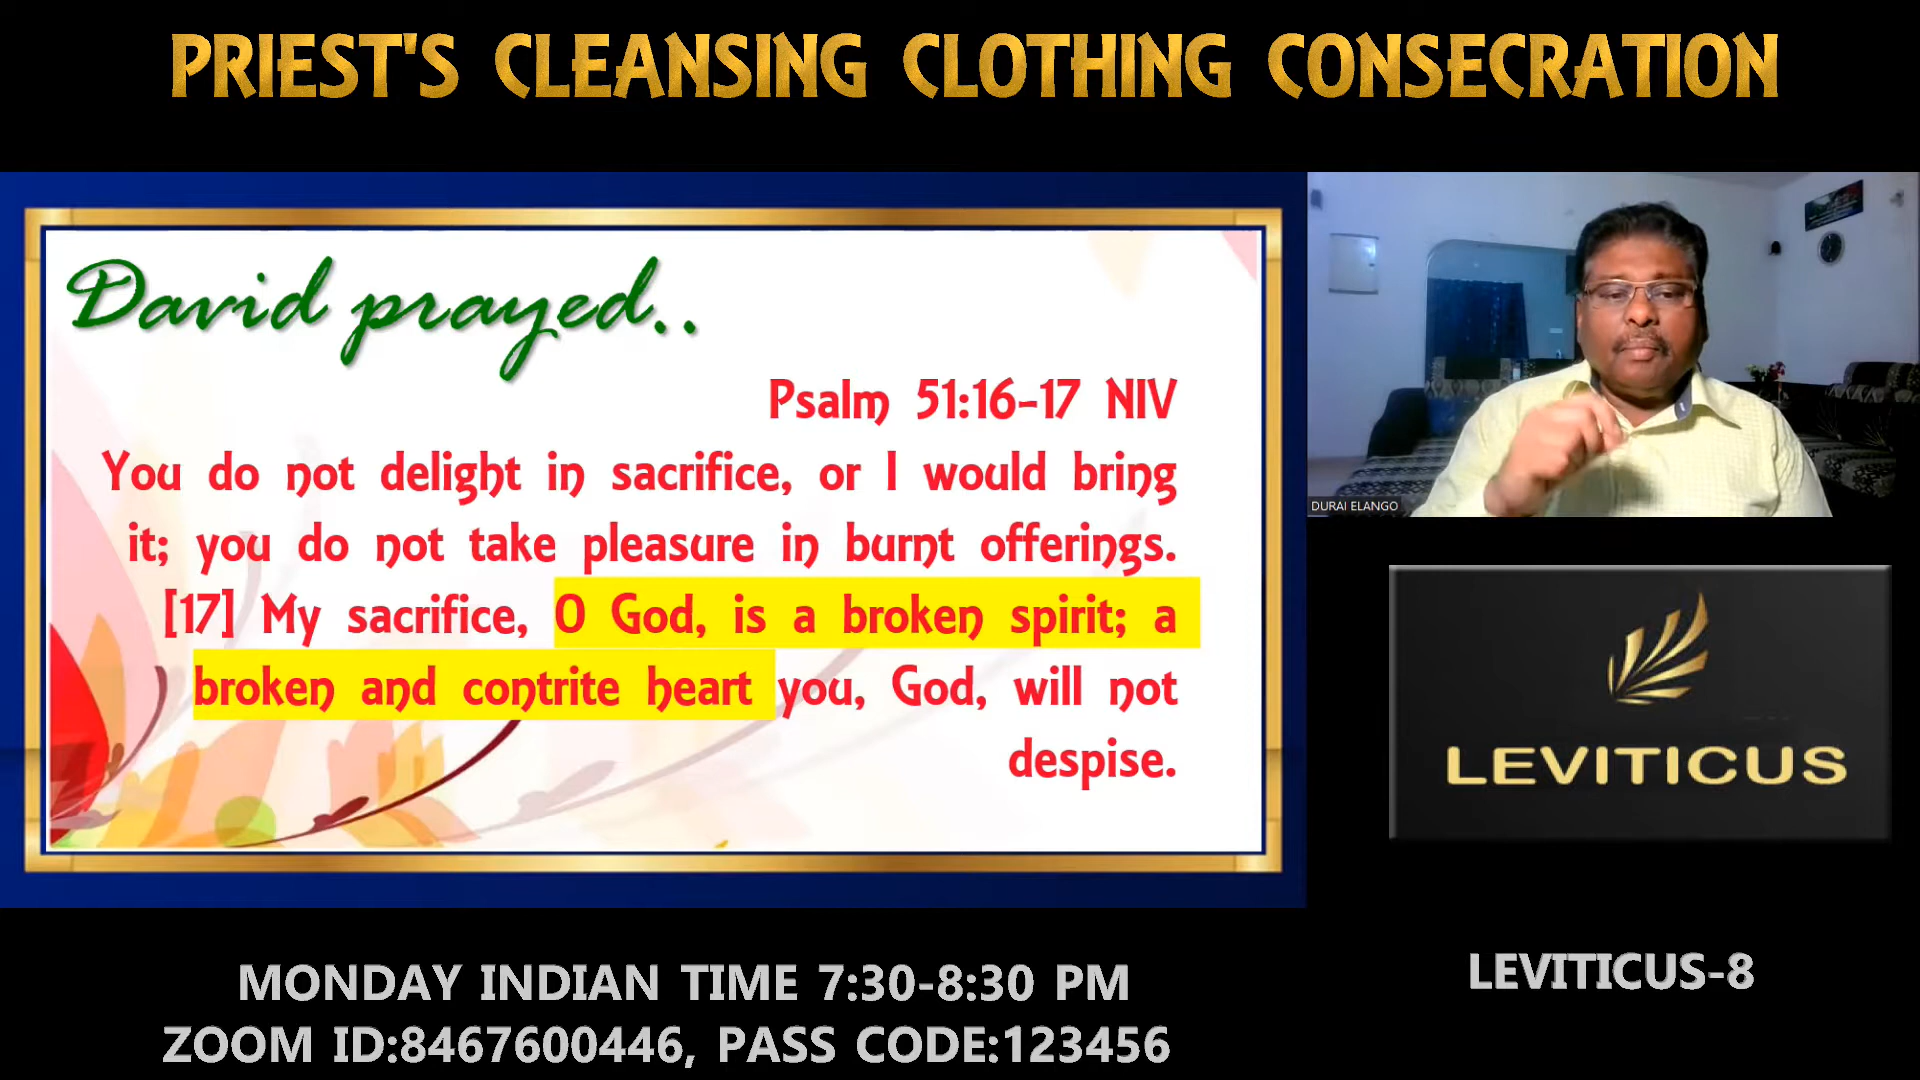 PRIEST'S CLEANSING CLOTHING CONSECRATION
David prayed..
Psalm 51:16-17 NIV
You do not delight in sacrifice, or I would bring
it; you do not take pleasure in burnt offerings.
[17] My sacrifice, O God, is a broken spirit; a
broken and contrite heart you, God, will not
despise.
DURAI ELANGO
LEVITICUS
LEVITICUS-8
MONDAY INDIAN TIME 7:30-8:30 PM
ZOOM ID:8467600446, PASS CODE:123456